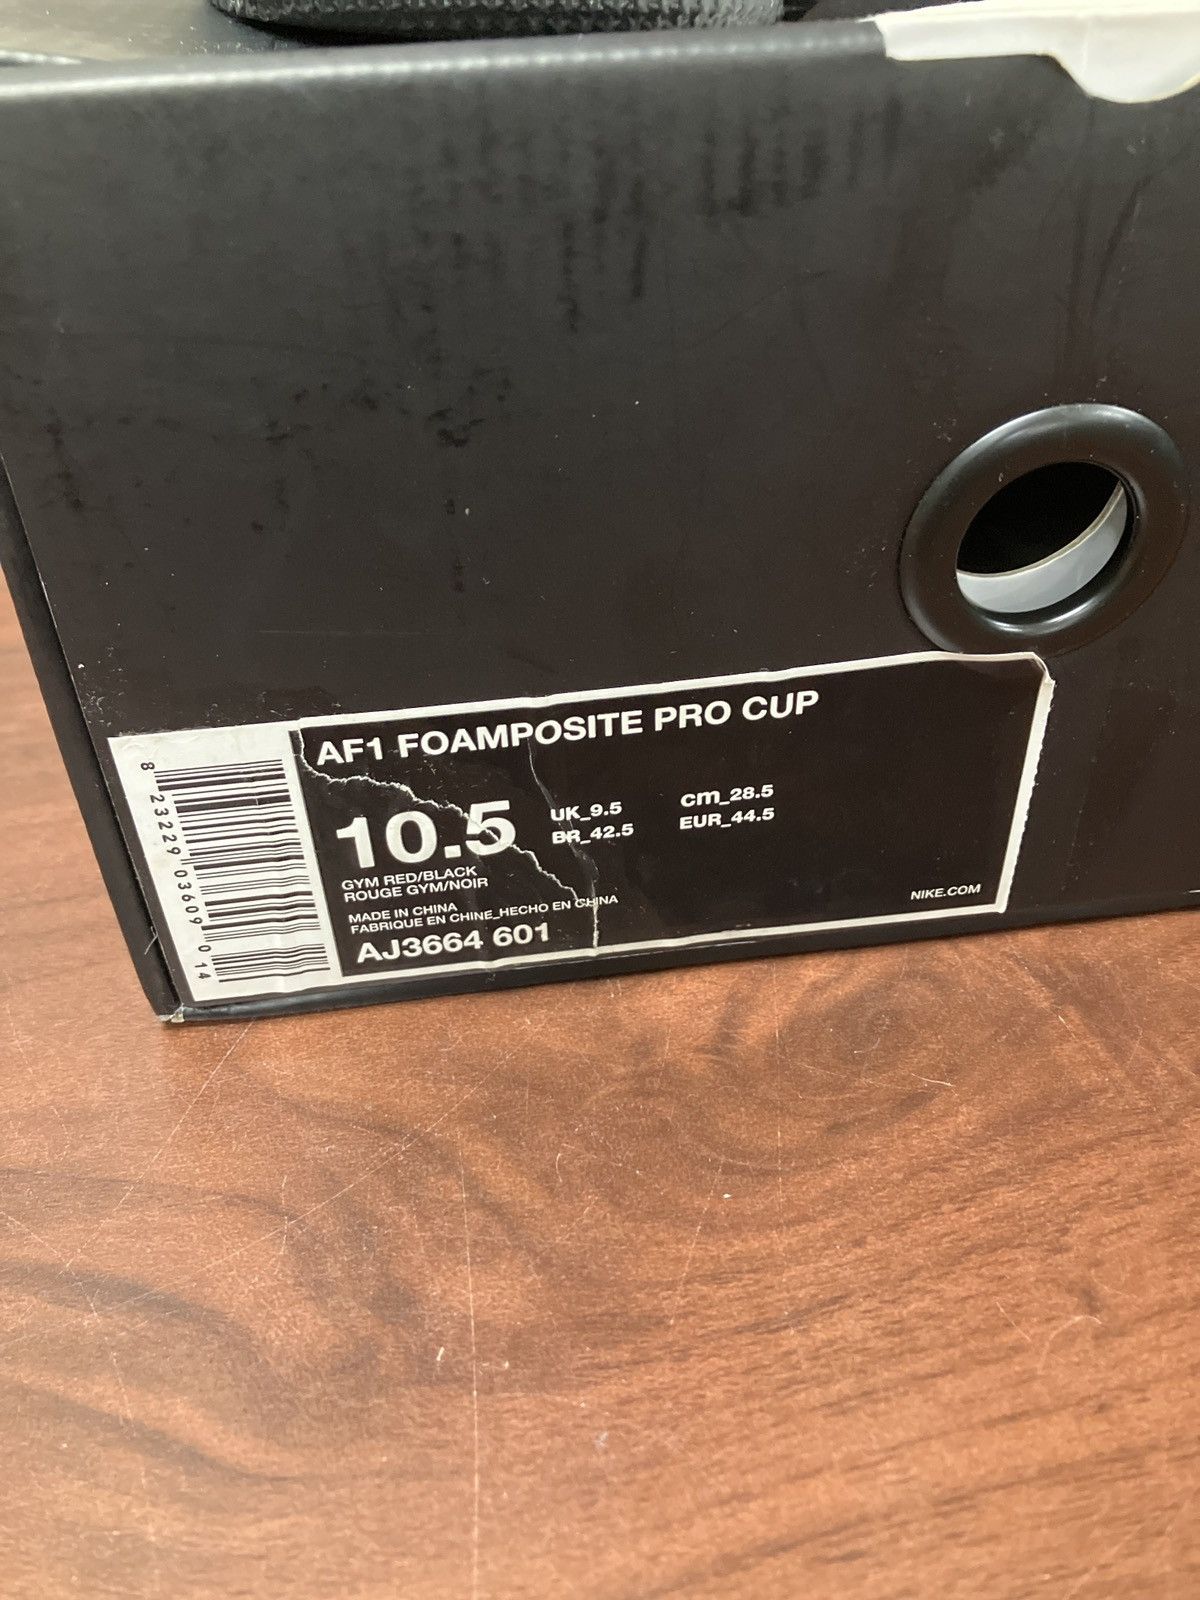 AF1 FOAMPOSITE PRO CUP
10.5
UK_9.5 cm_28.5
BR_42.5 EUR_44.5
GYM RED/BLACK
ROUGE GYM/NOIR
MADE IN CHINA
FABRIQUE EN CHINE_HECHO EN CHINA
AJ3664 601
NIKE.COM
8 23229 03609 0 14